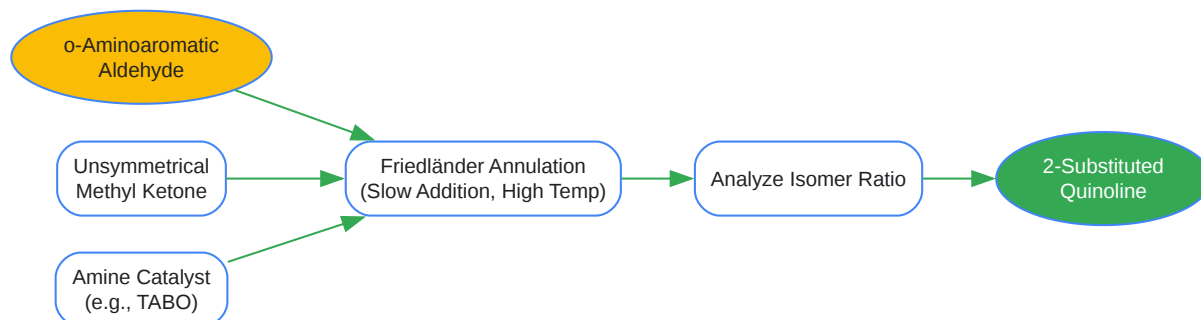 o-Aminoaromatic
Aldehyde
Unsymmetrical
Methyl Ketone
Amine Catalyst
(e.g., TABO)
Friedländer Annulation
(Slow Addition, High Temp)
Analyze Isomer Ratio
2-Substituted
Quinoline